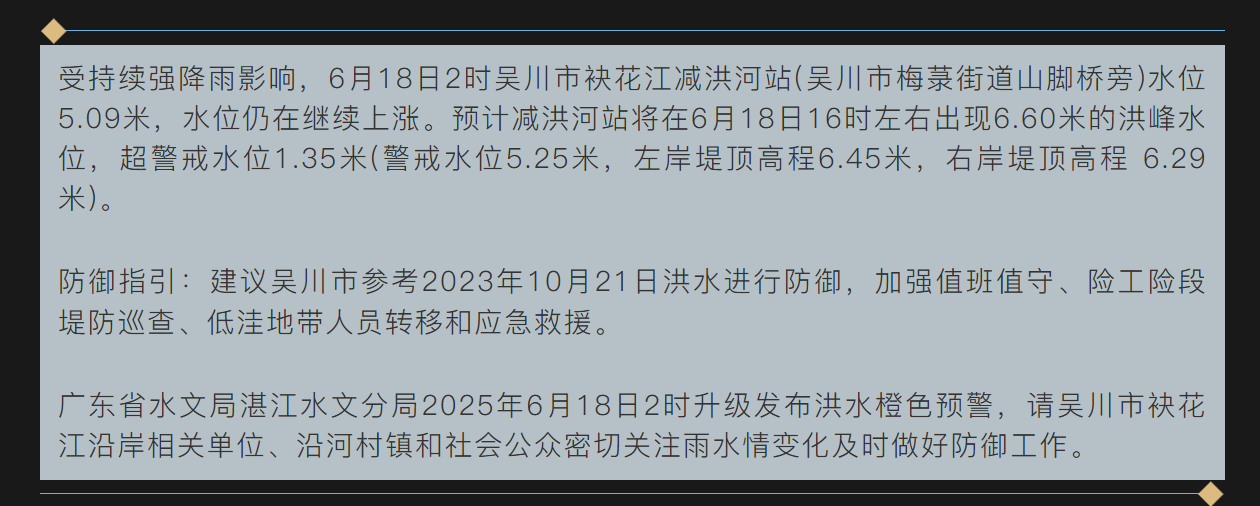 受持续强降雨影响，6月18日2时吴川市袂花江减洪河站(吴川市梅菉街道山脚桥旁)水位
5.09米，水位仍在继续上涨。预计减洪河站将在6月18日16时左右出现6.60米的洪峰水
位，超警戒水位1.35米(警戒水位5.25米，左岸堤顶高程6.45米，右岸堤顶高程 6.29
米)。
防御指引：建议吴川市参考2023年10月21日洪水进行防御，加强值班值守、险工险段
堤防巡查、低洼地带人员转移和应急救援。
广东省水文局湛江水文分局2025年6月18日2时升级发布洪水橙色预警，请吴川市袂花
江沿岸相关单位、沿河村镇和社会公众密切关注雨水情变化及时做好防御工作。